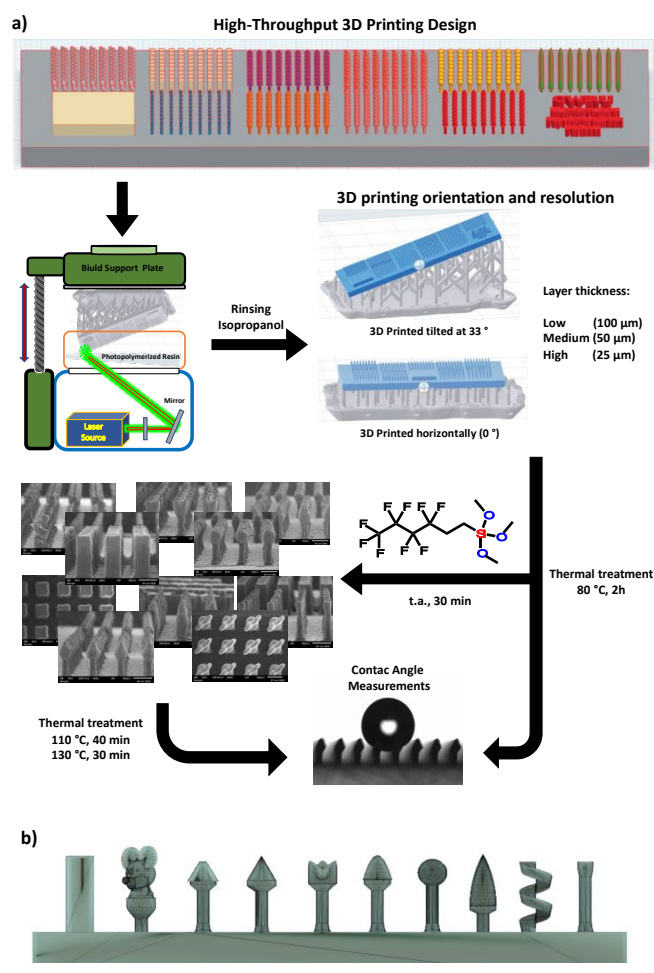 a)
High-Throughput 3D Printing Design
3D printing orientation and resolution
Biuld Support Plate
Rinsing
Isopropanol
Photopolymerized Resin
Mirror
Laser
Source
3D Printed tilted at 33 °
3D Printed horizontally (0 °)
Layer thickness:
Low (100 µm)
Medium (50 µm)
High (25 µm)
F F F F
F
F
F F F
Si
O
O
O
t.a., 30 min
Thermal treatment
80 °C, 2h
Contac Angle
Measurements
Thermal treatment
110 °C, 40 min
130 °C, 30 min
b)